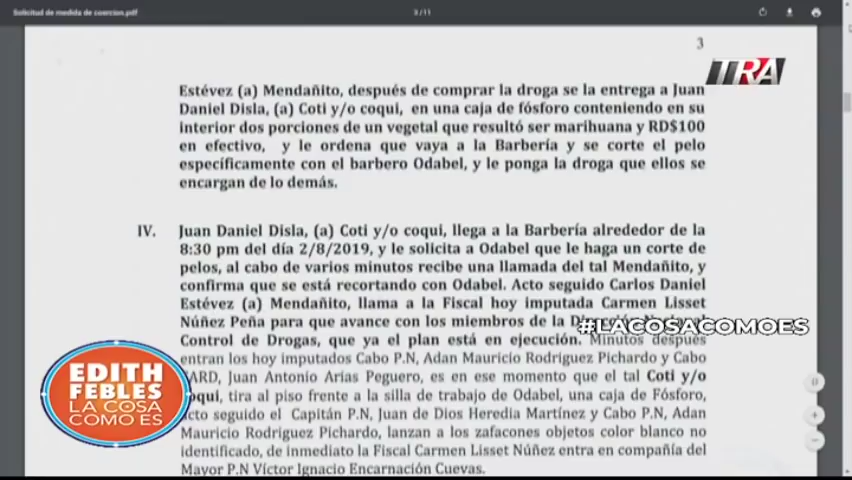 Solicitud de medida de coercion.pdf
3/11
3
TRA
Estévez (a) Mendañito, después de comprar la droga se la entrega a Juan
Daniel Disla, (a) Coti y/o coqui, en una caja de fósforo conteniendo en su
interior dos porciones de un vegetal que resultó ser marihuana y RD$100
en efectivo, y le ordena que vaya a la Barbería y se corte el pelo
específicamente con el barbero Odabel, y le ponga la droga que ellos se
encargan de lo demás.
IV. Juan Daniel Disla, (a) Coti y/o coqui, llega a la Barbería alrededor de la
8:30 pm del día 2/8/2019, y le solicita a Odabel que le haga un corte de
pelos, al cabo de varios minutos recibe una llamada del tal Mendañito, y
confirma que se está recortando con Odabel. Acto seguido Carlos Daniel
Estévez (a) Mendañito, llama a la Fiscal hoy imputada Carmen Lisset
Núñez Peña para que avance con los miembros de la
#LACOSACOMOES
Control de Drogas, que ya el plan está en ejecución. Minutos después
entran los hoy imputados Cabo P.N, Adan Mauricio Rodriguez Pichardo y Cabo
FARD, Juan Antonio Arias Peguero, es en ese momento que el tal Coti y/o
coqui, tira al piso frente a la silla de trabajo de Odabel, una caja de Fósforo,
acto seguido el Capitán P.N, Juan de Dios Heredia Martínez y Cabo P.N, Adan
Mauricio Rodriguez Pichardo, lanzan a los zafacones objetos color blanco no
identificado, de inmediato la Fiscal Carmen Lisset Núñez entra en compañía del
Mayor P.N Víctor Ignacio Encarnación Cuevas.
EDITH
FEBLES
LA COSA
COMO ES